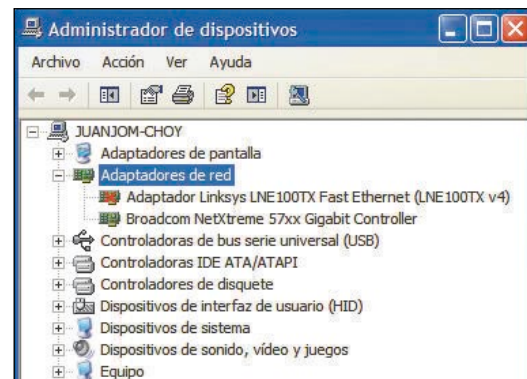 Administrador de dispositivos
Archivo Acción Ver Ayuda
JUANJOM-CHOY
Adaptadores de pantalla
Adaptadores de red
Adaptador Linksys LNE100TX Fast Ethernet (LNE100TX v4)
Broadcom NetXtreme 57xx Gigabit Controller
Controladoras de bus serie universal (USB)
Controladoras IDE ATA/ATAPI
Controladores de disquete
Dispositivos de interfaz de usuario (HID)
Dispositivos de sistema
Dispositivos de sonido, vídeo y juegos
Equipo